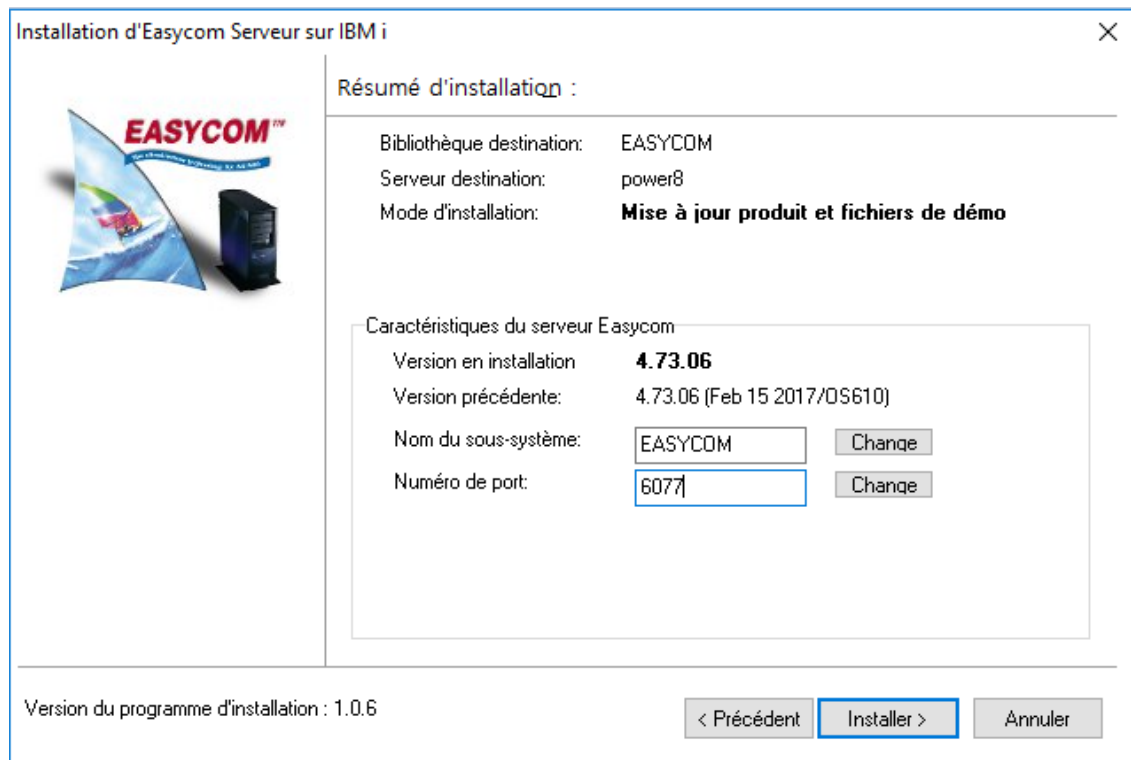 Installation d'Easycom Serveur sur IBM i
EASYCOM™
Résumé d'installation :
Bibliothèque destination: EASYCOM
Serveur destination: power8
Mode d'installation: Mise à jour produit et fichiers de démo
Caractéristiques du serveur Easycom
Version en installation 4.73.06
Version précédente: 4.73.06 (Feb 15 2017/OS610)
Nom du sous-système: EASYCOM Change
Numéro de port: 6077 Change
Version du programme d'installation : 1.0.6
< Précédent Installer > Annuler